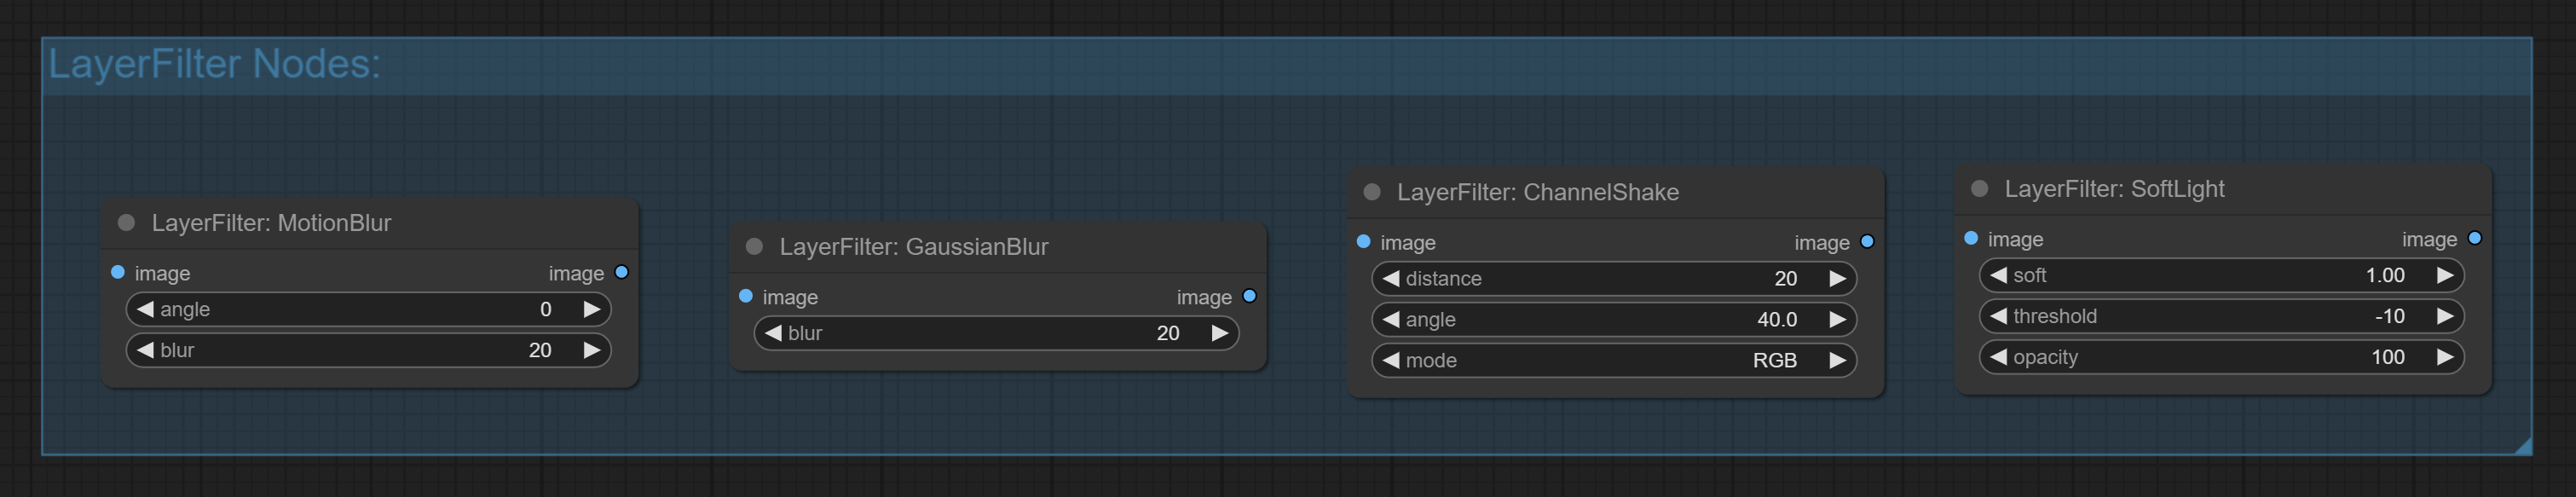 LayerFilter Nodes:
LayerFilter: MotionBlur
image image
angle 0
blur 20
LayerFilter: GaussianBlur
image image
blur 20
LayerFilter: ChannelShake
image image
distance 20
angle 40.0
mode RGB
LayerFilter: SoftLight
image image
soft 1.00
threshold -10
opacity 100